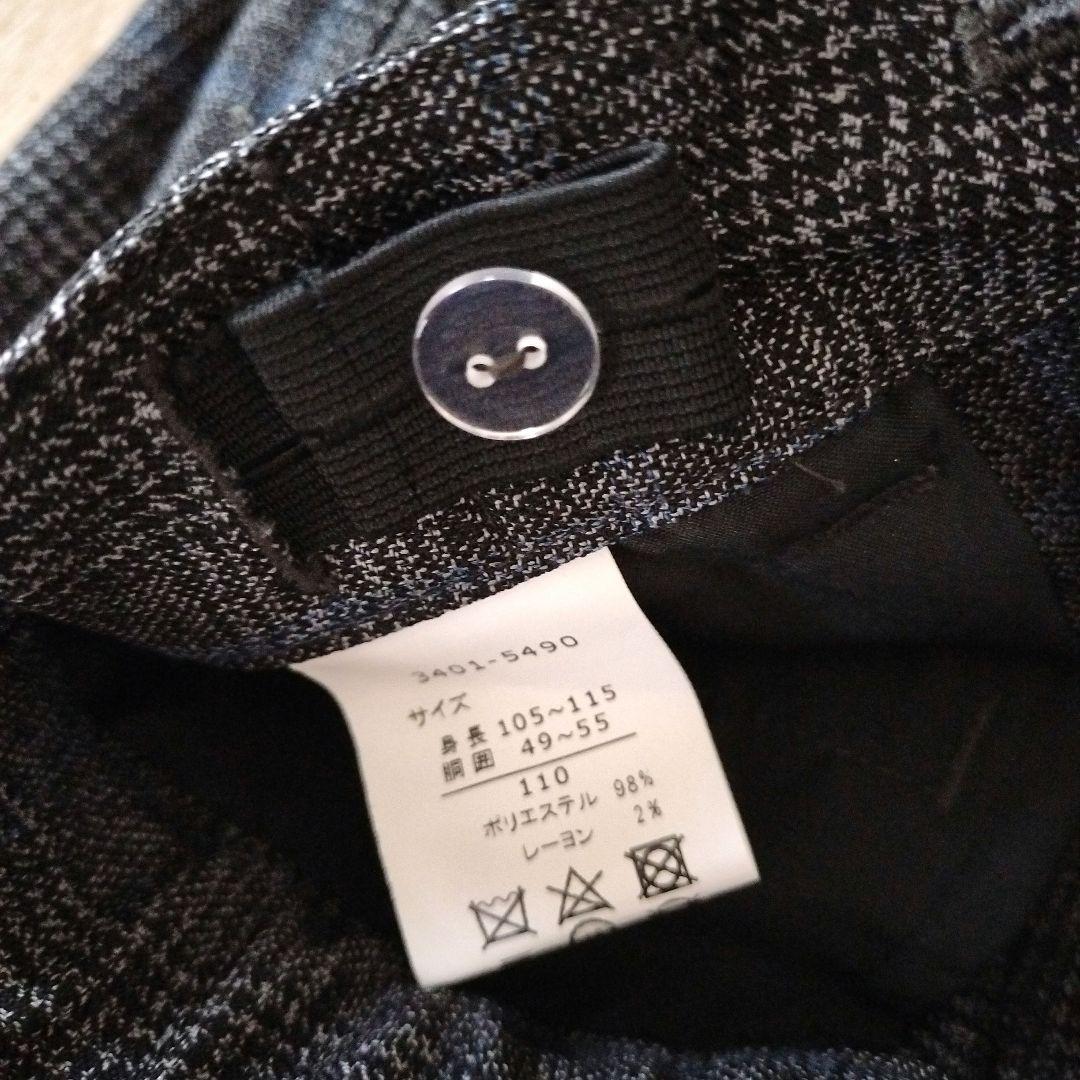 3401-5490
サイズ
身長 105~115
胴囲 49~55
110
ポリエステル 98%
レーヨン 2%